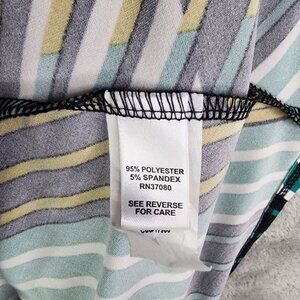 95% POLYESTER
5% SPANDEX
RN37080
SEE REVERSE
FOR CARE